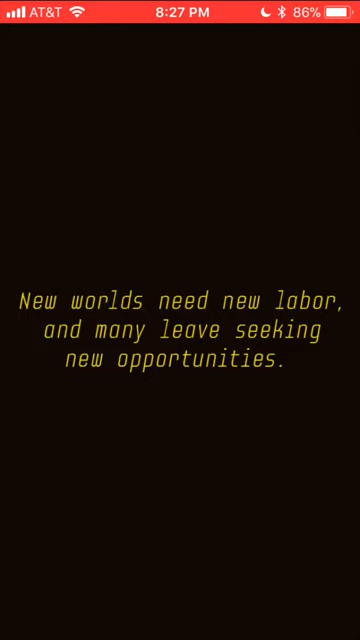 AT&T 8:27 PM 86%
New worlds need new labor,
and many leave seeking
new opportunities.